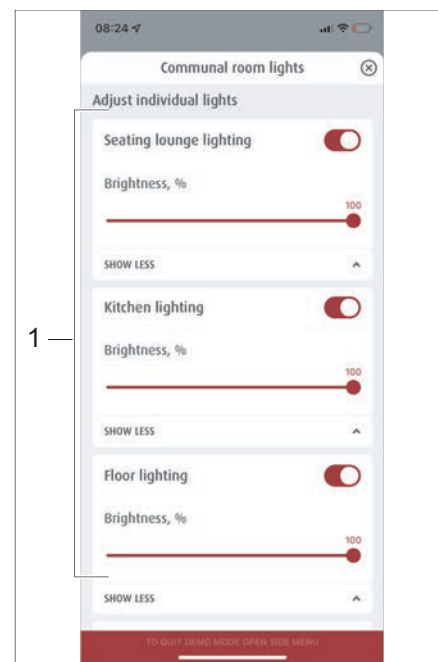 08:24
Communal room lights
Adjust individual lights
Seating lounge lighting
Brightness, %
100
SHOW LESS
1
Kitchen lighting
Brightness, %
100
SHOW LESS
Floor lighting
Brightness, %
100
SHOW LESS
TO QUIT DEMO MODE OPEN SIDE MENU